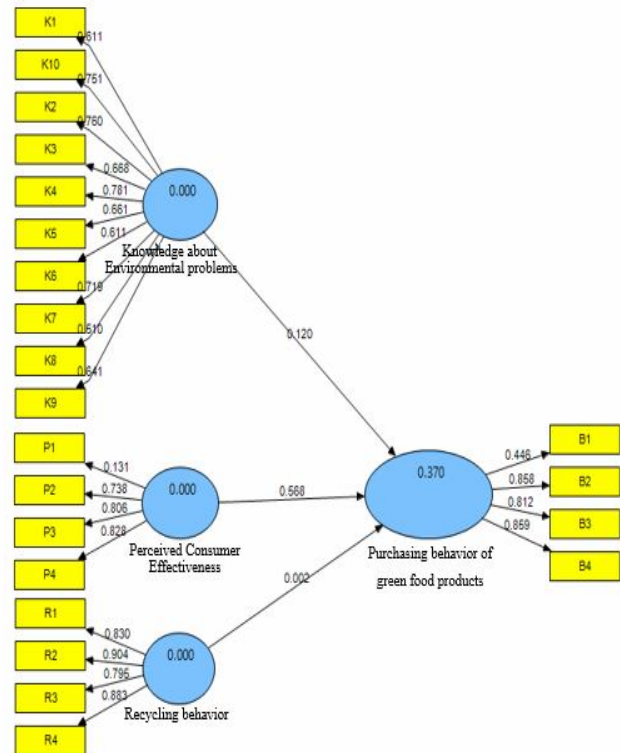 K1
0.611
K10
0.751
K2
0.760
K3
0.668
K4
0.781
K5
0.661
K6
0.611
K7
0.719
K8
0.510
K9
0.641
0.000
Knowledge about
Environmental problems
0.120
P1
0.131
P2
0.738
P3
0.806
P4
0.828
0.000
Perceived Consumer
Effectiveness
0.568
R1
0.830
R2
0.904
R3
0.795
R4
0.883
0.000
Recycling behavior
0.002
0.370
Purchasing behavior of
green food products
B1
0.446
B2
0.858
B3
0.812
B4
0.859